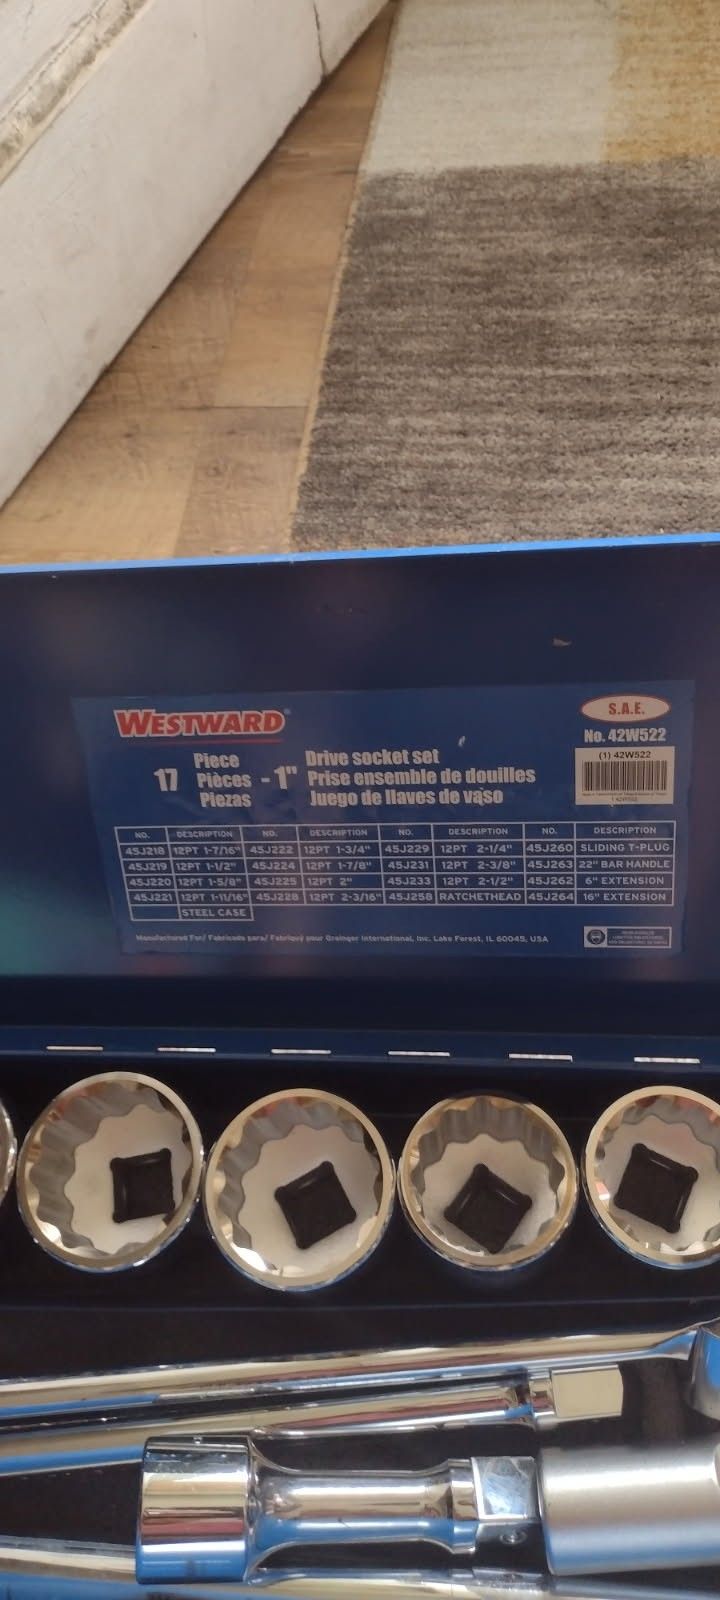 WESTWARD®
S.A.E.
No. 42W522
(1) 42W522
17 Piece Pièces Piezas - 1" Drive socket set
Prise ensemble de douilles
Juego de llaves de vaso
NO. DESCRIPTION NO. DESCRIPTION NO. DESCRIPTION NO. DESCRIPTION
45J218 12PT 1-7/16" 45J222 12PT 1-3/4" 45J229 12PT 2-1/4" 45J260 SLIDING T-PLUG
45J219 12PT 1-1/2" 45J224 12PT 1-7/8" 45J231 12PT 2-3/8" 45J263 22" BAR HANDLE
45J220 12PT 1-5/8" 45J225 12PT 2" 45J233 12PT 2-1/2" 45J262 6" EXTENSION
45J221 12PT 1-11/16" 45J228 12PT 2-3/16" 45J258 RATCHETHEAD 45J264 16" EXTENSION
STEEL CASE
Manufactured For/ Fabricado para/ Fabriqué pour Grainger International, Inc. Lake Forest, IL 60045, USA